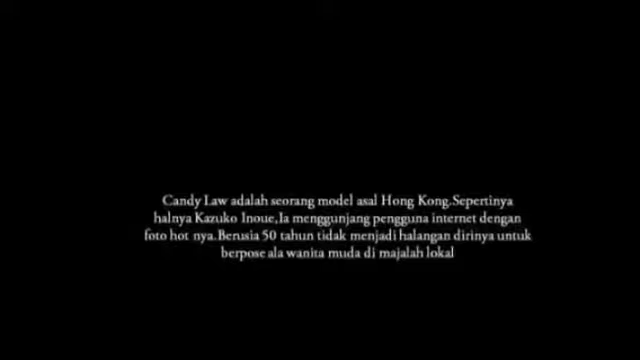 Candy Law adalah seorang model asal Hong Kong.Sepertinya
halnya Kazuko Inoue,Ia menggunjang pengguna internet dengan
foto hot nya.Berusia 50 tahun tidak menjadi halangan dirinya untuk
berpose ala wanita muda di majalah lokal